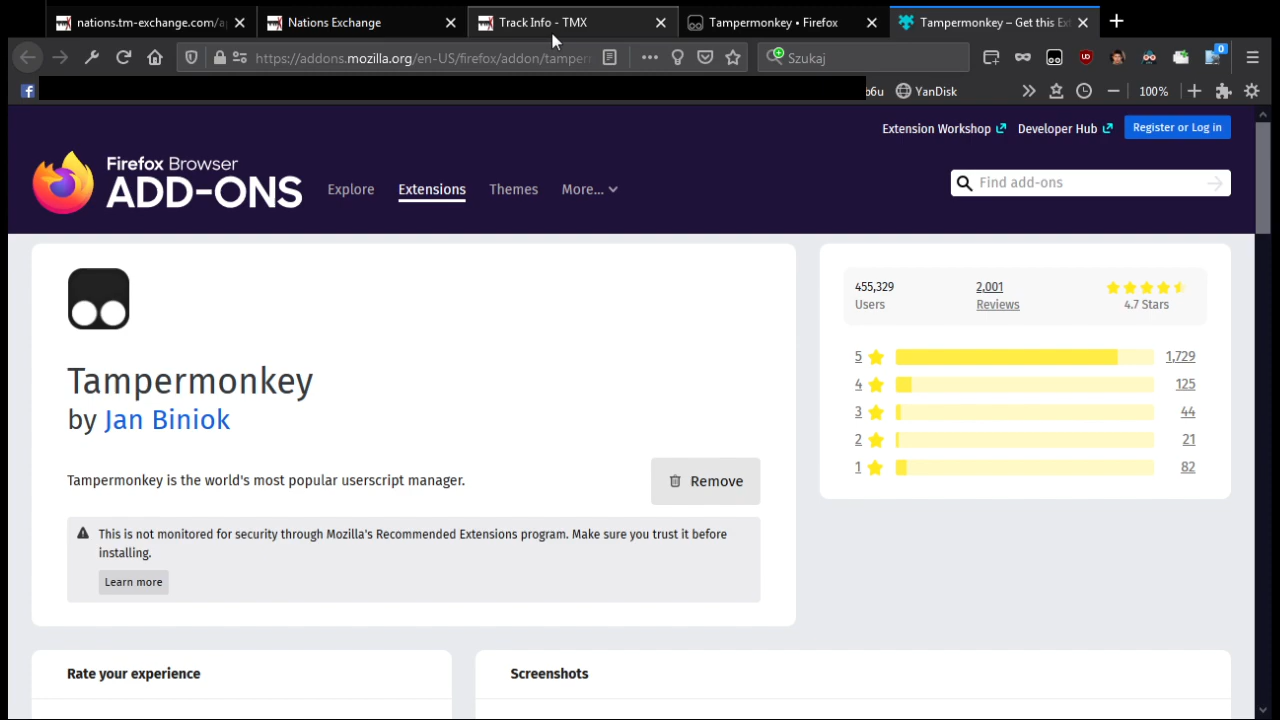 nations.tm-exchange.com/a
Nations Exchange
Track Info - TMX
Tampermonkey • Firefox
Tampermonkey – Get this Ex
https://addons.mozilla.org/en-US/firefox/addon/tamper
Szukaj
0
YanDisk
100%
Extension Workshop
Developer Hub
Register or Log in
Firefox Browser
ADD-ONS
Explore
Extensions
Themes
More...
Find add-ons
Tampermonkey
by Jan Biniok
Tampermonkey is the world's most popular userscript manager.
Remove
This is not monitored for security through Mozilla's Recommended Extensions program. Make sure you trust it before
installing.
Learn more
455,329
Users
2,001
Reviews
4.7 Stars
5 1,729
4 125
3 44
2 21
1 82
Rate your experience
Screenshots